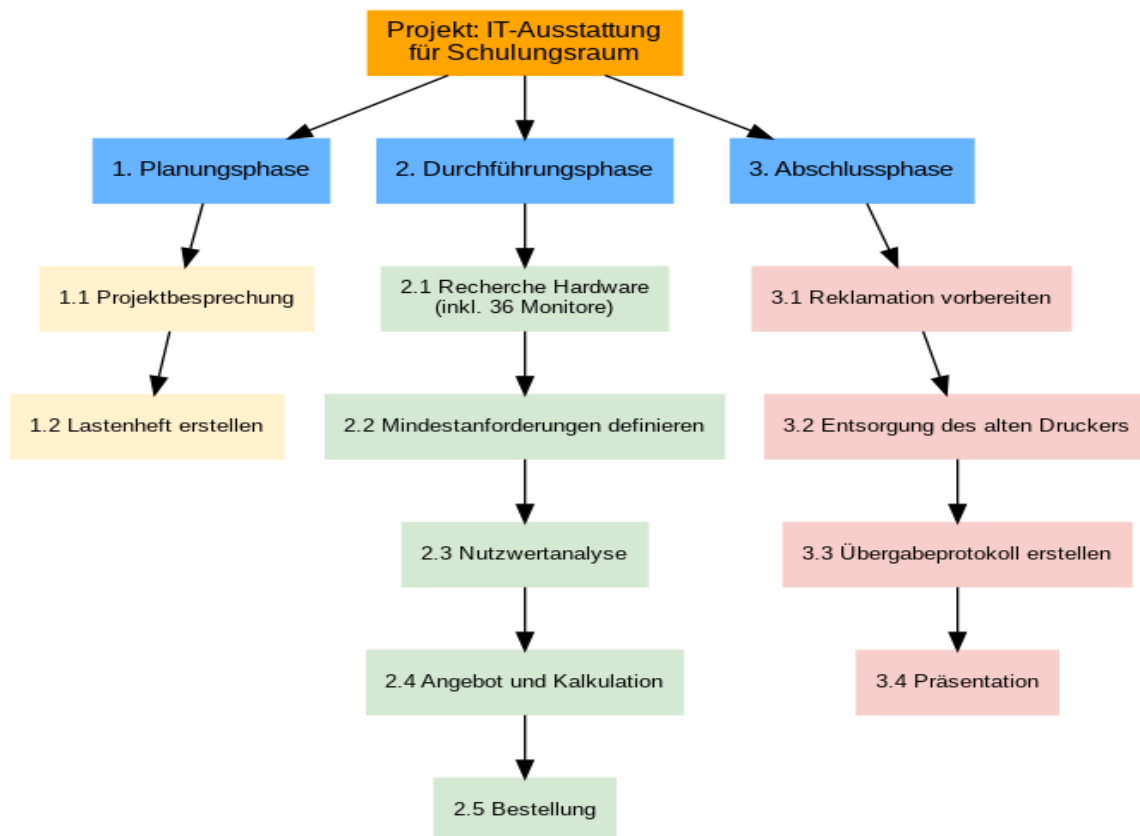 Projekt: IT-Ausstattung
für Schulungsraum
1. Planungsphase
2. Durchführungsphase
3. Abschlussphase
1.1 Projektbesprechung
2.1 Recherche Hardware
(inkl. 36 Monitore)
3.1 Reklamation vorbereiten
1.2 Lastenheft erstellen
2.2 Mindestanforderungen definieren
3.2 Entsorgung des alten Druckers
2.3 Nutzwertanalyse
3.3 Übergabeprotokoll erstellen
2.4 Angebot und Kalkulation
3.4 Präsentation
2.5 Bestellung